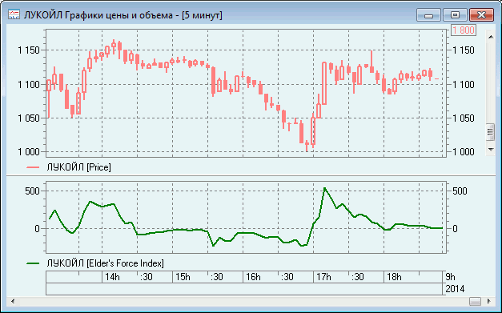 ЛУКОЙЛ Графики цены и объема - [5 минут]
1 800
1 150 1 150
1 100 1 100
1 050 1 050
1 000 1 000
ЛУКОЙЛ [Price]
500 500
0 0
ЛУКОЙЛ [Elder's Force Index]
14h :30 15h :30 16h :30 17h :30 18h 9h
2014